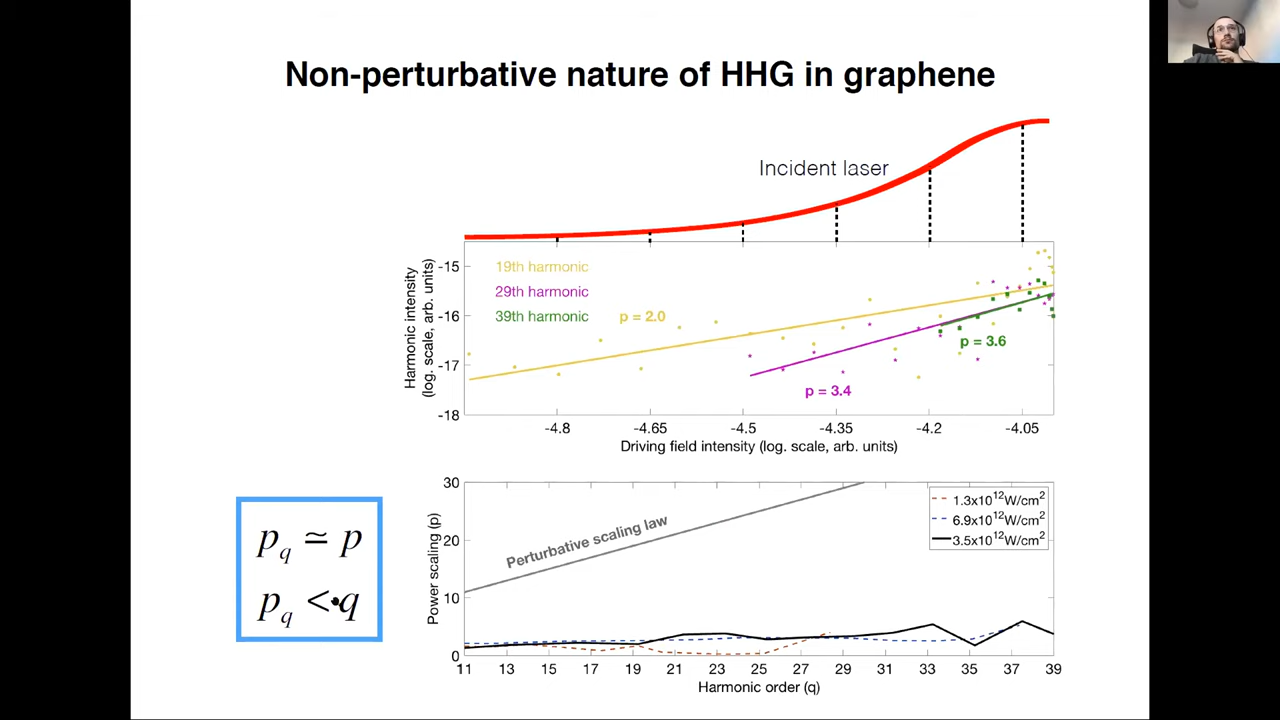 Non-perturbative nature of HHG in graphene
Incident laser
Harmonic intensity
(log. scale, arb. units)
-15
-16
-17
-18
19th harmonic
29th harmonic
39th harmonic
p = 2.0
p = 3.6
p = 3.4
-4.8 -4.65 -4.5 -4.35 -4.2 -4.05
Driving field intensity (log. scale, arb. units)
p_q ≃ p
p_q < q
Power scaling (p)
30
20
10
0
Perturbative scaling law
1.3x10^12 W/cm^2
6.9x10^12 W/cm^2
3.5x10^12 W/cm^2
11 13 15 17 19 21 23 25 27 29 31 33 35 37 39
Harmonic order (q)